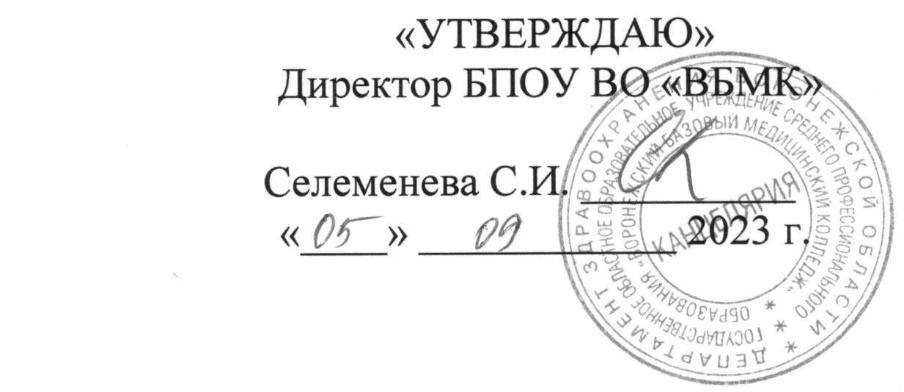 «УТВЕРЖДАЮ»
Директор БПОУ ВО «ВБМК»
Селеменева С.И.
«05» 09 2023 г.
ДЕПАРТАМЕНТ ЗДРАВООХРАНЕНИЯ ВОРОНЕЖСКОЙ ОБЛАСТИ
ГОСУДАРСТВЕННОЕ ОБЛАСТНОЕ ОБРАЗОВАТЕЛЬНОЕ УЧРЕЖДЕНИЕ СРЕДНЕГО ПРОФЕССИОНАЛЬНОГО
ОБРАЗОВАНИЯ "ВОРОНЕЖСКИЙ БАЗОВЫЙ МЕДИЦИНСКИЙ КОЛЛЕДЖ"
КАНЦЕЛЯРИЯ